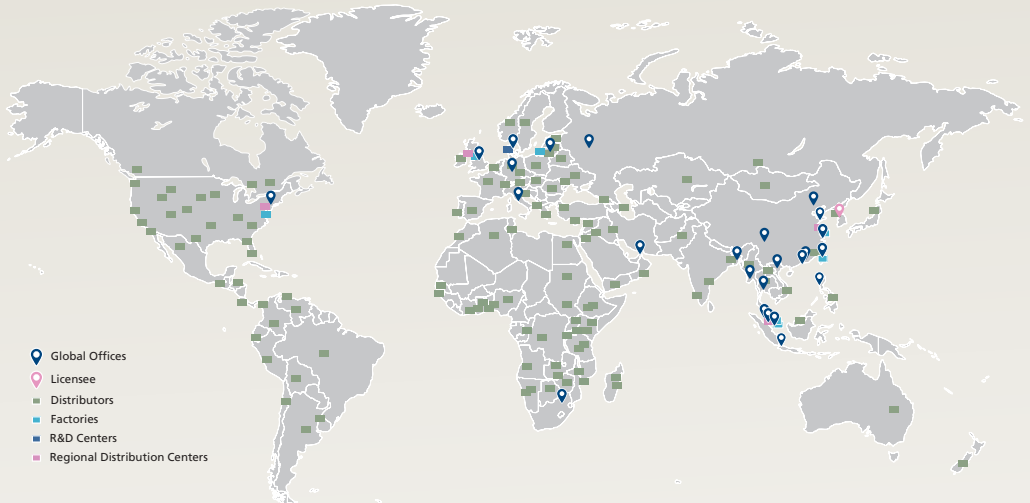 Global Offices
Licensee
Distributors
Factories
R&D Centers
Regional Distribution Centers